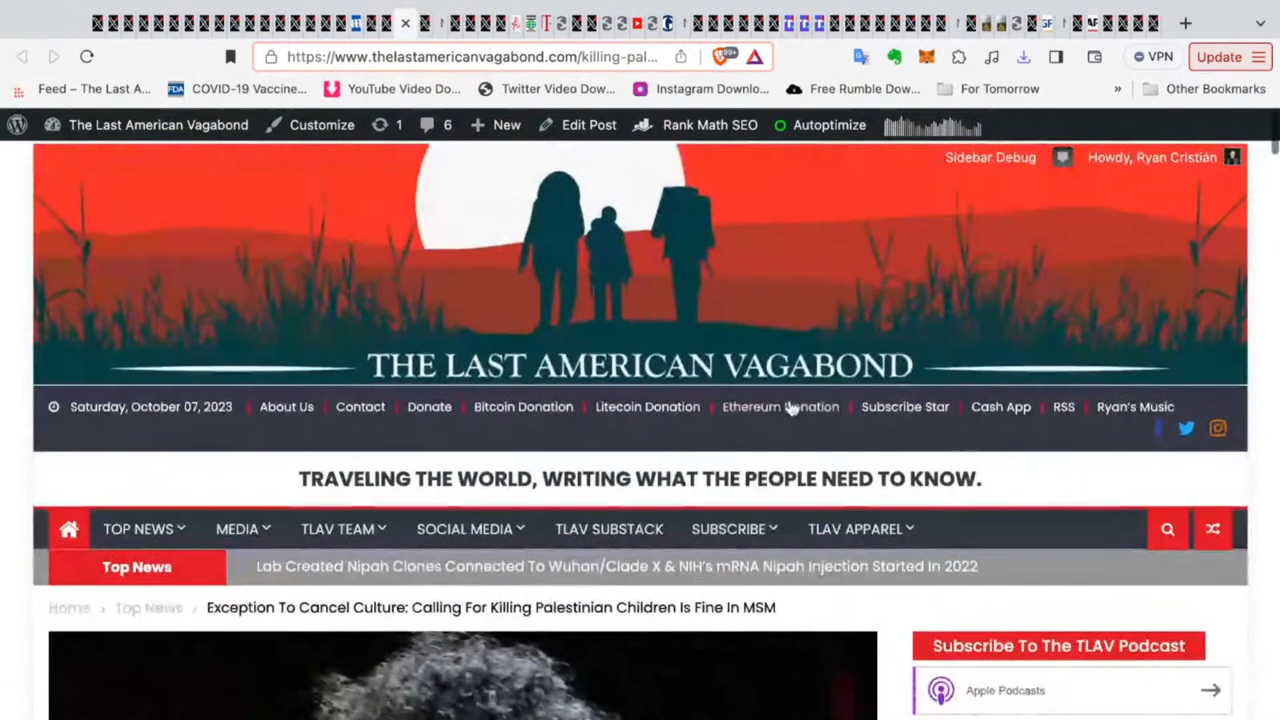 https://www.thelastamericanvagabond.com/killing-pal...
99+
VPN
Update
Feed – The Last A...
COVID-19 Vaccine...
YouTube Video Do...
Twitter Video Dow...
Instagram Downlo...
Free Rumble Dow...
For Tomorrow
»
Other Bookmarks
The Last American Vagabond
Customize
1
6
New
Edit Post
Rank Math SEO
Autoptimize
Sidebar Debug
Howdy, Ryan Cristián
THE LAST AMERICAN VAGABOND
Saturday, October 07, 2023
About Us
Contact
Donate
Bitcoin Donation
Litecoin Donation
Ethereum Donation
Subscribe Star
Cash App
RSS
Ryan's Music
TRAVELING THE WORLD, WRITING WHAT THE PEOPLE NEED TO KNOW.
TOP NEWS
MEDIA
TLAV TEAM
SOCIAL MEDIA
TLAV SUBSTACK
SUBSCRIBE
TLAV APPAREL
Top News
Lab Created Nipah Clones Connected To Wuhan/Clade X & NIH's mRNA Nipah Injection Started In 2022
Home › Top News › Exception To Cancel Culture: Calling For Killing Palestinian Children Is Fine In MSM
Subscribe To The TLAV Podcast
Apple Podcasts